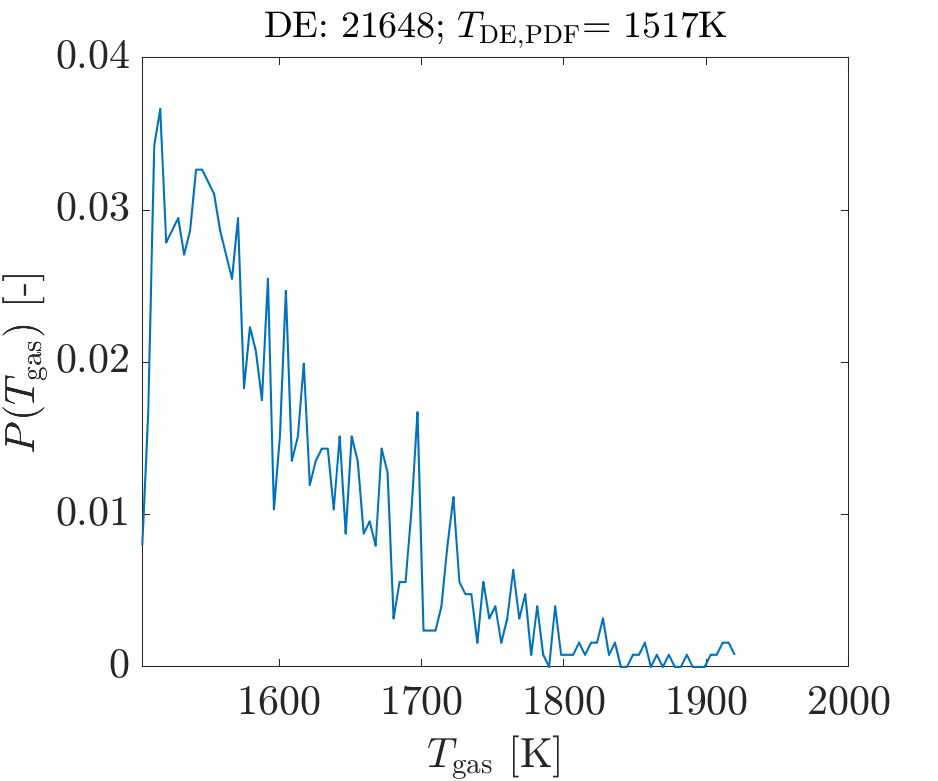 DE: 21648; T_DE,PDF= 1517K
0.04
0.03
0.02
0.01
0
P(T_gas) [-]
1600 1700 1800 1900 2000
T_gas [K]